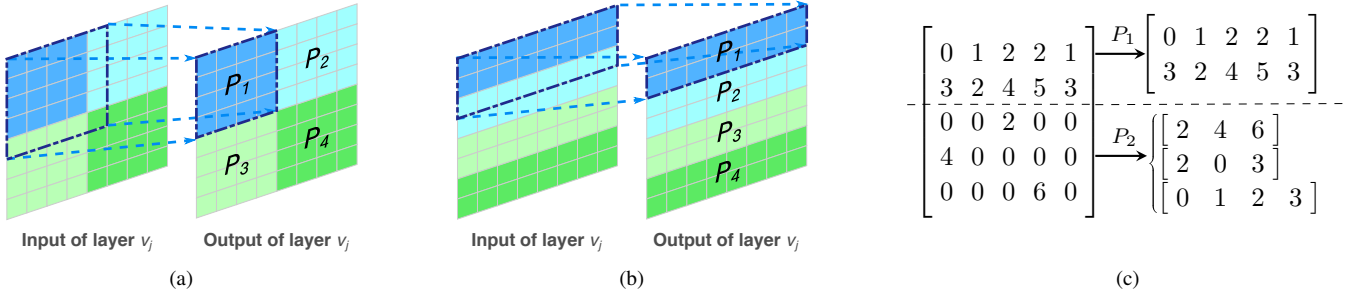 P1
P2
P3
P4
Input of layer vj
Output of layer vj
(a)
P1
P2
P3
P4
Input of layer vj
Output of layer vj
(b)
0 1 2 2 1
3 2 4 5 3
0 0 2 0 0
4 0 0 0 0
0 0 0 6 0
P1
0 1 2 2 1
3 2 4 5 3
P2
{[ 2 4 6 ]
[ 2 0 3 ]
[ 0 1 2 3 ]
(c)